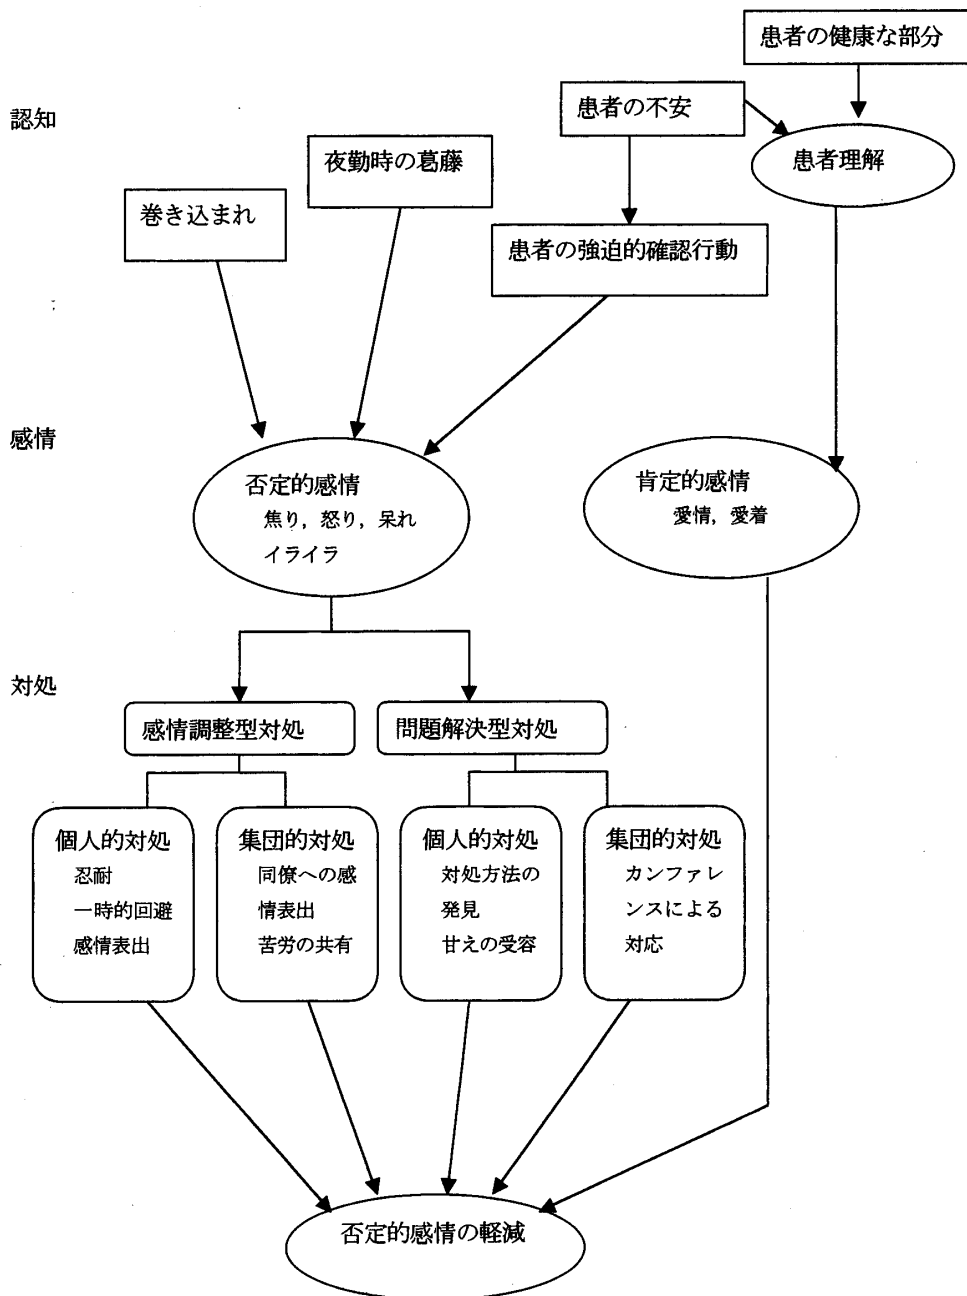 患者の健康な部分
認知
患者の不安
患者理解
夜勤時の葛藤
巻き込まれ
患者の強迫的確認行動
感情
否定的感情
焦り，怒り，呆れ
イライラ
肯定的感情
愛情，愛着
対処
感情調整型対処
問題解決型対処
個人的対処
忍耐
一時的回避
感情表出
集団的対処
同僚への感
情表出
苦労の共有
個人的対処
対処方法の
発見
甘えの受容
集団的対処
カンファレ
ンスによる
対応
否定的感情の軽減